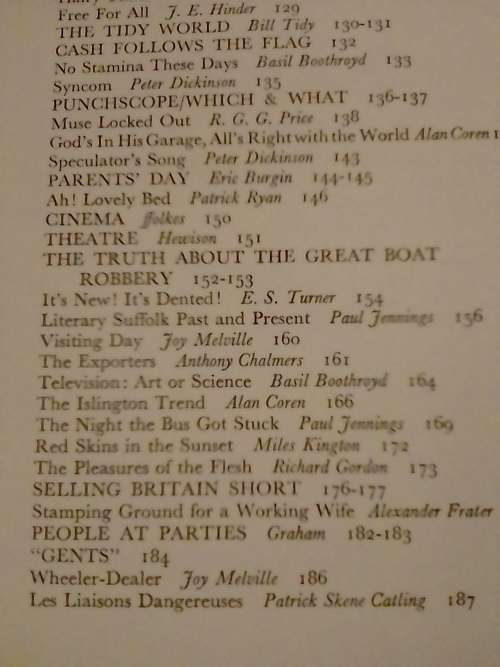 Free For All J. E. Hinder 129
THE TIDY WORLD Bill Tidy 130-131
CASH FOLLOWS THE FLAG 132
No Stamina These Days Basil Boothroyd 133
Syncom Peter Dickinson 135
PUNCHSCOPE/WHICH & WHAT 136-137
Muse Locked Out R. G. G. Price 138
God's In His Garage, All's Right with the World Alan Coren 1
Speculator's Song Peter Dickinson 143
PARENTS' DAY Eric Burgin 144-145
Ah! Lovely Bed Patrick Ryan 146
CINEMA ffolkes 150
THEATRE Hewison 151
THE TRUTH ABOUT THE GREAT BOAT
ROBBERY 152-153
It's New! It's Dented! E. S. Turner 154
Literary Suffolk Past and Present Paul Jennings 156
Visiting Day Joy Melville 160
The Exporters Anthony Chalmers 161
Television: Art or Science Basil Boothroyd 164
The Islington Trend Alan Coren 166
The Night the Bus Got Stuck Paul Jennings 169
Red Skins in the Sunset Miles Kington 172
The Pleasures of the Flesh Richard Gordon 173
SELLING BRITAIN SHORT 176-177
Stamping Ground for a Working Wife Alexander Frater
PEOPLE AT PARTIES Graham 182-183
"GENTS" 184
Wheeler-Dealer Joy Melville 186
Les Liaisons Dangereuses Patrick Skene Catling 187